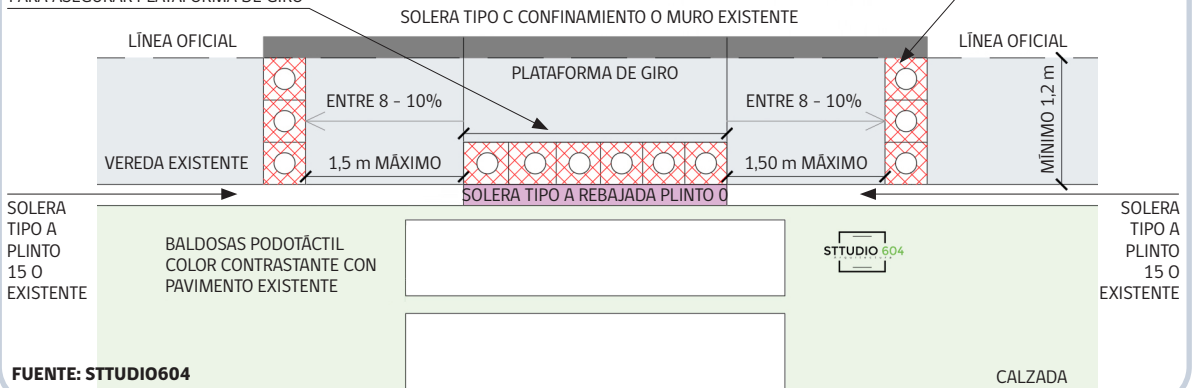 PARA ASEGURAR PLATAFORMA DE GIRO
SOLERA TIPO C CONFINAMIENTO O MURO EXISTENTE
LÍNEA OFICIAL
LÍNEA OFICIAL
PLATAFORMA DE GIRO
ENTRE 8 - 10%
ENTRE 8 - 10%
MÍNIMO 1,2 m
VEREDA EXISTENTE
1,5 m MÁXIMO
1,50 m MÁXIMO
SOLERA TIPO A REBAJADA PLINTO 0
SOLERA
TIPO A
PLINTO
15 O
EXISTENTE
SOLERA
TIPO A
PLINTO
15 O
EXISTENTE
BALDOSAS PODOTÁCTIL
COLOR CONTRASTANTE CON
PAVIMENTO EXISTENTE
STTUDIO 604
arquitectura
FUENTE: STTUDIO604
CALZADA